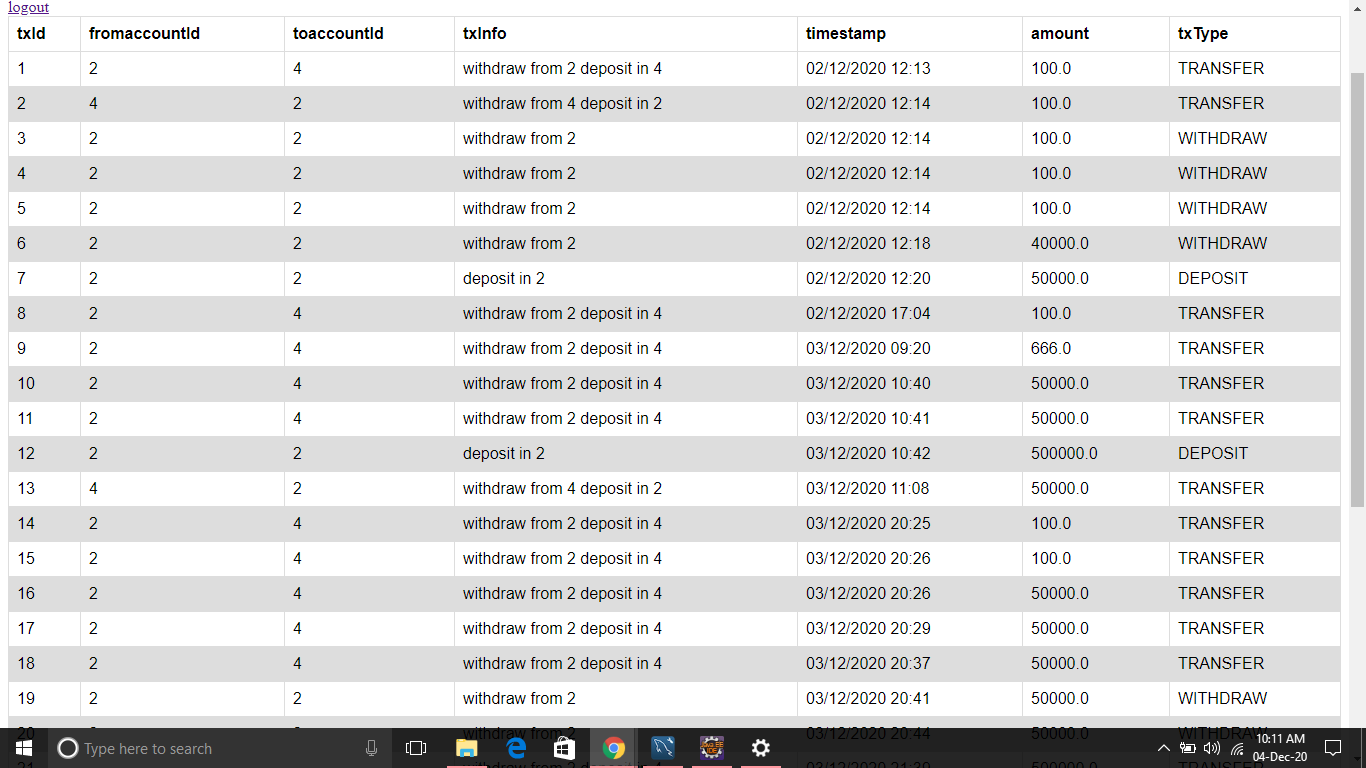 logout
txId fromaccountId toaccountId txInfo timestamp amount txType
1 2 4 withdraw from 2 deposit in 4 02/12/2020 12:13 100.0 TRANSFER
2 4 2 withdraw from 4 deposit in 2 02/12/2020 12:14 100.0 TRANSFER
3 2 2 withdraw from 2 02/12/2020 12:14 100.0 WITHDRAW
4 2 2 withdraw from 2 02/12/2020 12:14 100.0 WITHDRAW
5 2 2 withdraw from 2 02/12/2020 12:14 100.0 WITHDRAW
6 2 2 withdraw from 2 02/12/2020 12:18 40000.0 WITHDRAW
7 2 2 deposit in 2 02/12/2020 12:20 50000.0 DEPOSIT
8 2 4 withdraw from 2 deposit in 4 02/12/2020 17:04 100.0 TRANSFER
9 2 4 withdraw from 2 deposit in 4 03/12/2020 09:20 666.0 TRANSFER
10 2 4 withdraw from 2 deposit in 4 03/12/2020 10:40 50000.0 TRANSFER
11 2 4 withdraw from 2 deposit in 4 03/12/2020 10:41 50000.0 TRANSFER
12 2 2 deposit in 2 03/12/2020 10:42 500000.0 DEPOSIT
13 4 2 withdraw from 4 deposit in 2 03/12/2020 11:08 50000.0 TRANSFER
14 2 4 withdraw from 2 deposit in 4 03/12/2020 20:25 100.0 TRANSFER
15 2 4 withdraw from 2 deposit in 4 03/12/2020 20:26 100.0 TRANSFER
16 2 4 withdraw from 2 deposit in 4 03/12/2020 20:26 50000.0 TRANSFER
17 2 4 withdraw from 2 deposit in 4 03/12/2020 20:29 50000.0 TRANSFER
18 2 4 withdraw from 2 deposit in 4 03/12/2020 20:37 50000.0 TRANSFER
19 2 2 withdraw from 2 03/12/2020 20:41 50000.0 WITHDRAW
20 withdraw from 2 03/12/2020 20:44 50000.0 WITHDRAW
Type here to search
10:11 AM
04-Dec-20